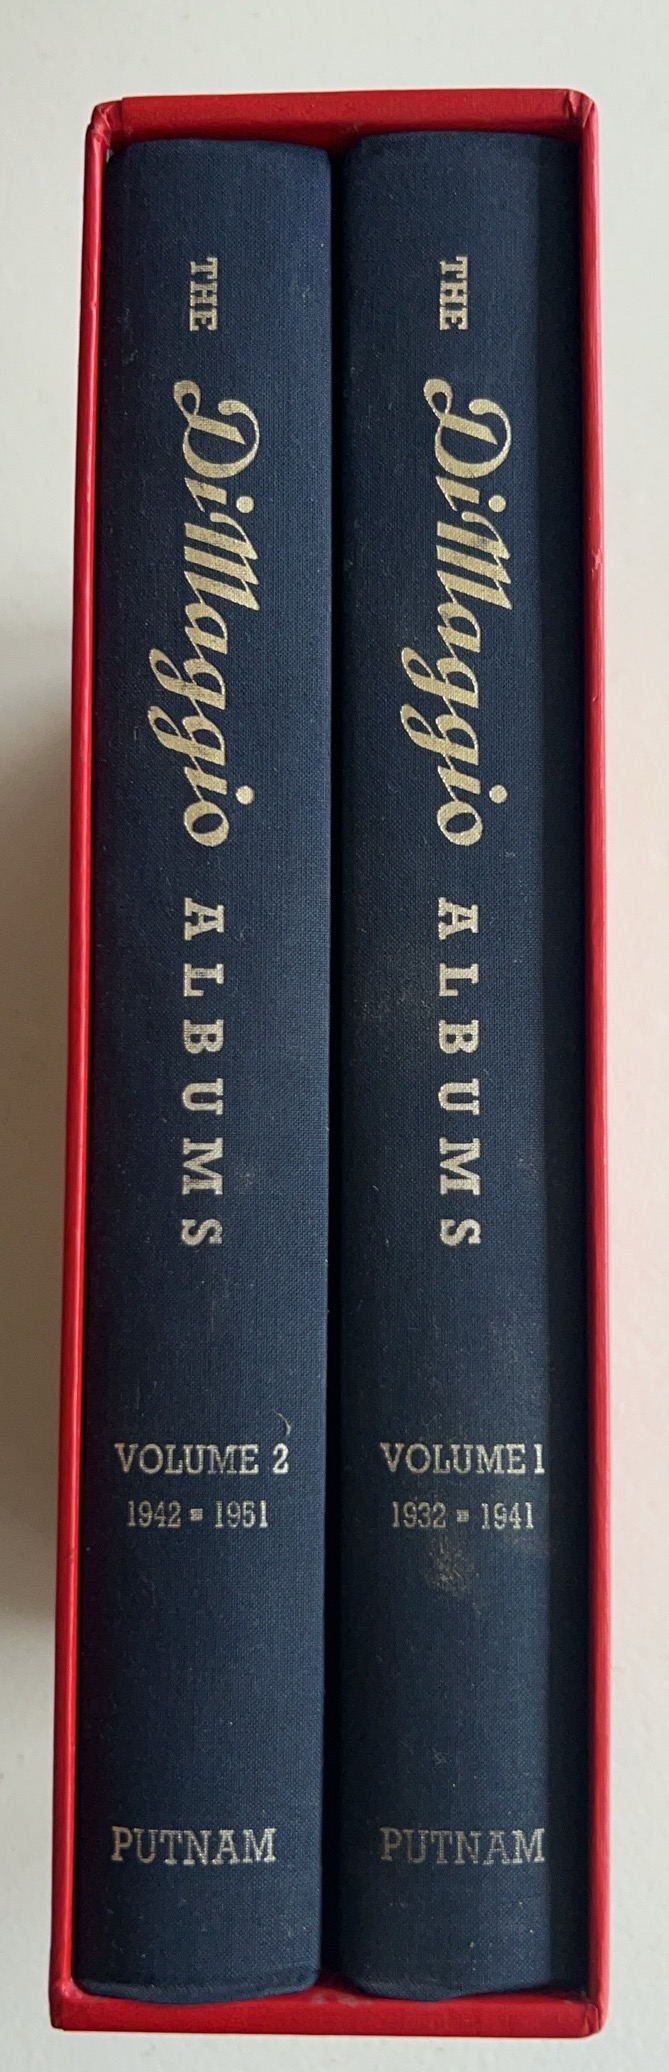 THE DiMaggio ALBUMS
VOLUME 2
1942 ▪ 1951
PUTNAM
THE DiMaggio ALBUMS
VOLUME 1
1932 ▪ 1941
PUTNAM